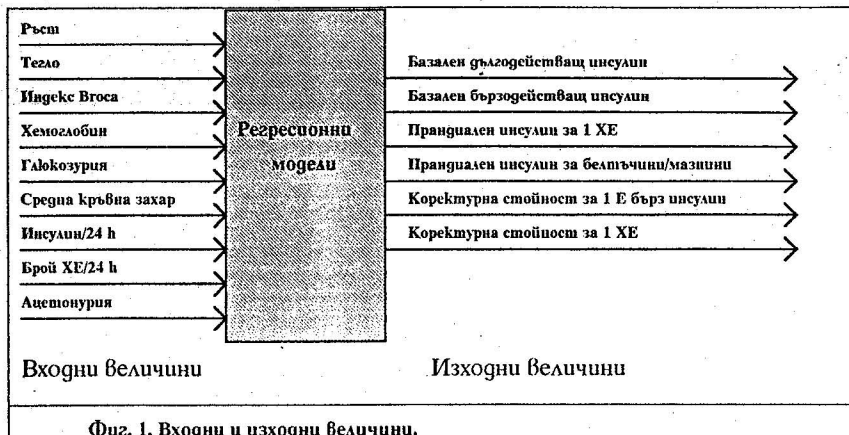 Ръст
Тегло
Индекс Broca
Хемоглобин
Глюкозурия
Средна кръвна захар
Инсулин/24 h
Брой ХЕ/24 h
Ацетонурия
Регресионни
модели
Базален дългодействащ инсулин
Базален бързодействащ инсулин
Прандиален инсулин за 1 ХЕ
Прандиален инсулин за белтъчини/мазнини
Коректурна стойност за 1 Е бърз инсулин
Коректурна стойност за 1 ХЕ
Входни величини
Изходни величини
Фиг. 1. Входни и изходни величини.